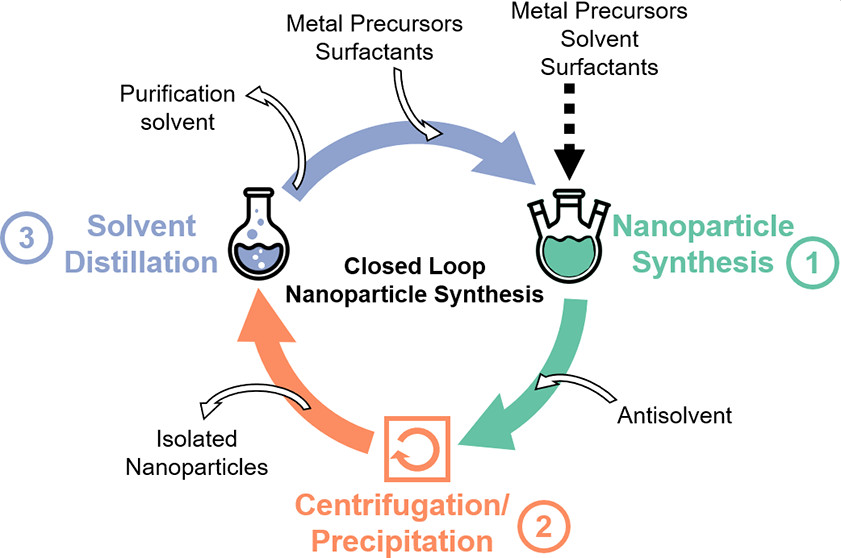 Metal Precursors
Surfactants
Metal Precursors
Solvent
Surfactants
Purification
solvent
3
Solvent
Distillation
Closed Loop
Nanoparticle Synthesis
Nanoparticle
Synthesis
1
Antisolvent
Isolated
Nanoparticles
Centrifugation/
Precipitation
2